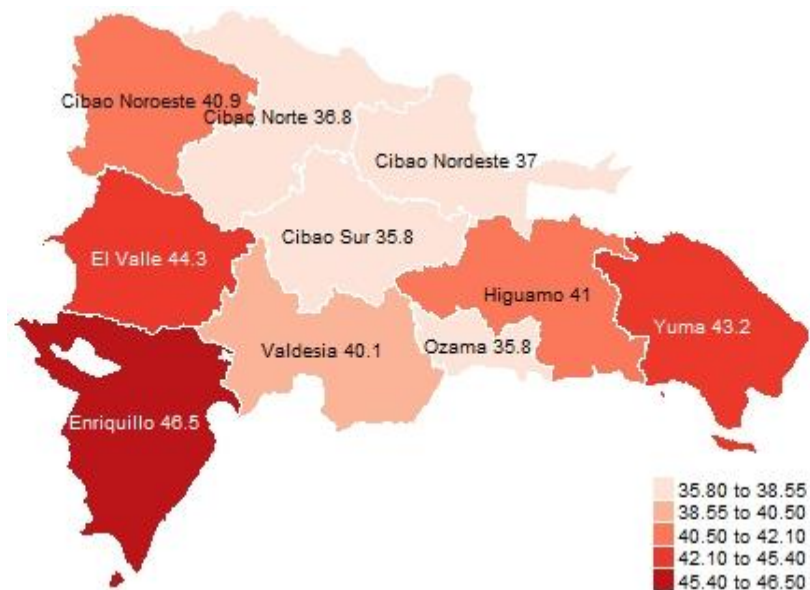 Cibao Noroeste 40.9
Cibao Norte 36.8
Cibao Nordeste 37
Cibao Sur 35.8
El Valle 44.3
Higuamo 41
Yuma 43.2
Valdesia 40.1
Ozama 35.8
Enriquillo 46.5
35.80 to 38.55
38.55 to 40.50
40.50 to 42.10
42.10 to 45.40
45.40 to 46.50